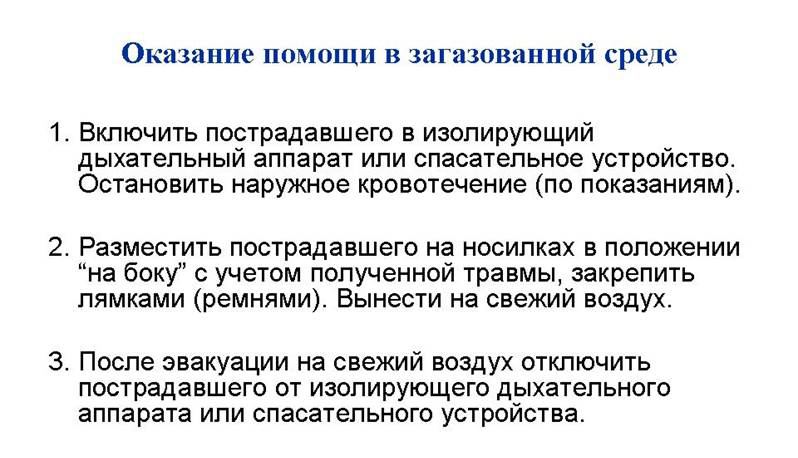 Оказание помощи в загазованной среде
1. Включить пострадавшего в изолирующий
дыхательный аппарат или спасательное устройство.
Остановить наружное кровотечение (по показаниям).
2. Разместить пострадавшего на носилках в положении
“на боку” с учетом полученной травмы, закрепить
лямками (ремнями). Вынести на свежий воздух.
3. После эвакуации на свежий воздух отключить
пострадавшего от изолирующего дыхательного
аппарата или спасательного устройства.